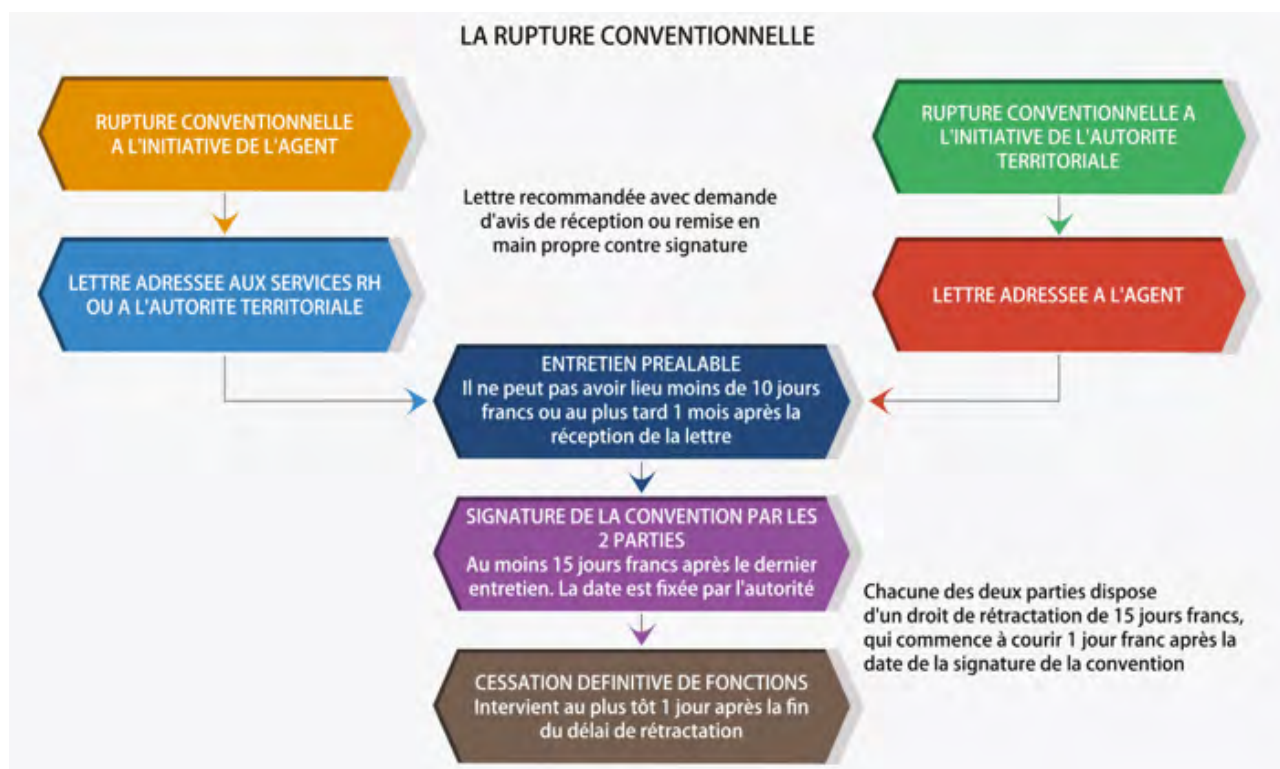 LA RUPTURE CONVENTIONNELLE
RUPTURE CONVENTIONNELLE
A L'INITIATIVE DE L'AGENT
RUPTURE CONVENTIONNELLE A
L'INITIATIVE DE L'AUTORITE
TERRITORIALE
Lettre recommandée avec demande
d'avis de réception ou remise en
main propre contre signature
LETTRE ADRESSEE AUX SERVICES RH
OU A L'AUTORITE TERRITORIALE
LETTRE ADRESSEE A L'AGENT
ENTRETIEN PREALABLE
Il ne peut pas avoir lieu moins de 10 jours
francs ou au plus tard 1 mois après la
réception de la lettre
SIGNATURE DE LA CONVENTION PAR LES
2 PARTIES
Au moins 15 jours francs après le dernier
entretien. La date est fixée par l'autorité
Chacune des deux parties dispose
d'un droit de rétractation de 15 jours francs,
qui commence à courir 1 jour franc après la
date de la signature de la convention
CESSATION DEFINITIVE DE FONCTIONS
Intervient au plus tôt 1 jour après la fin
du délai de rétractation